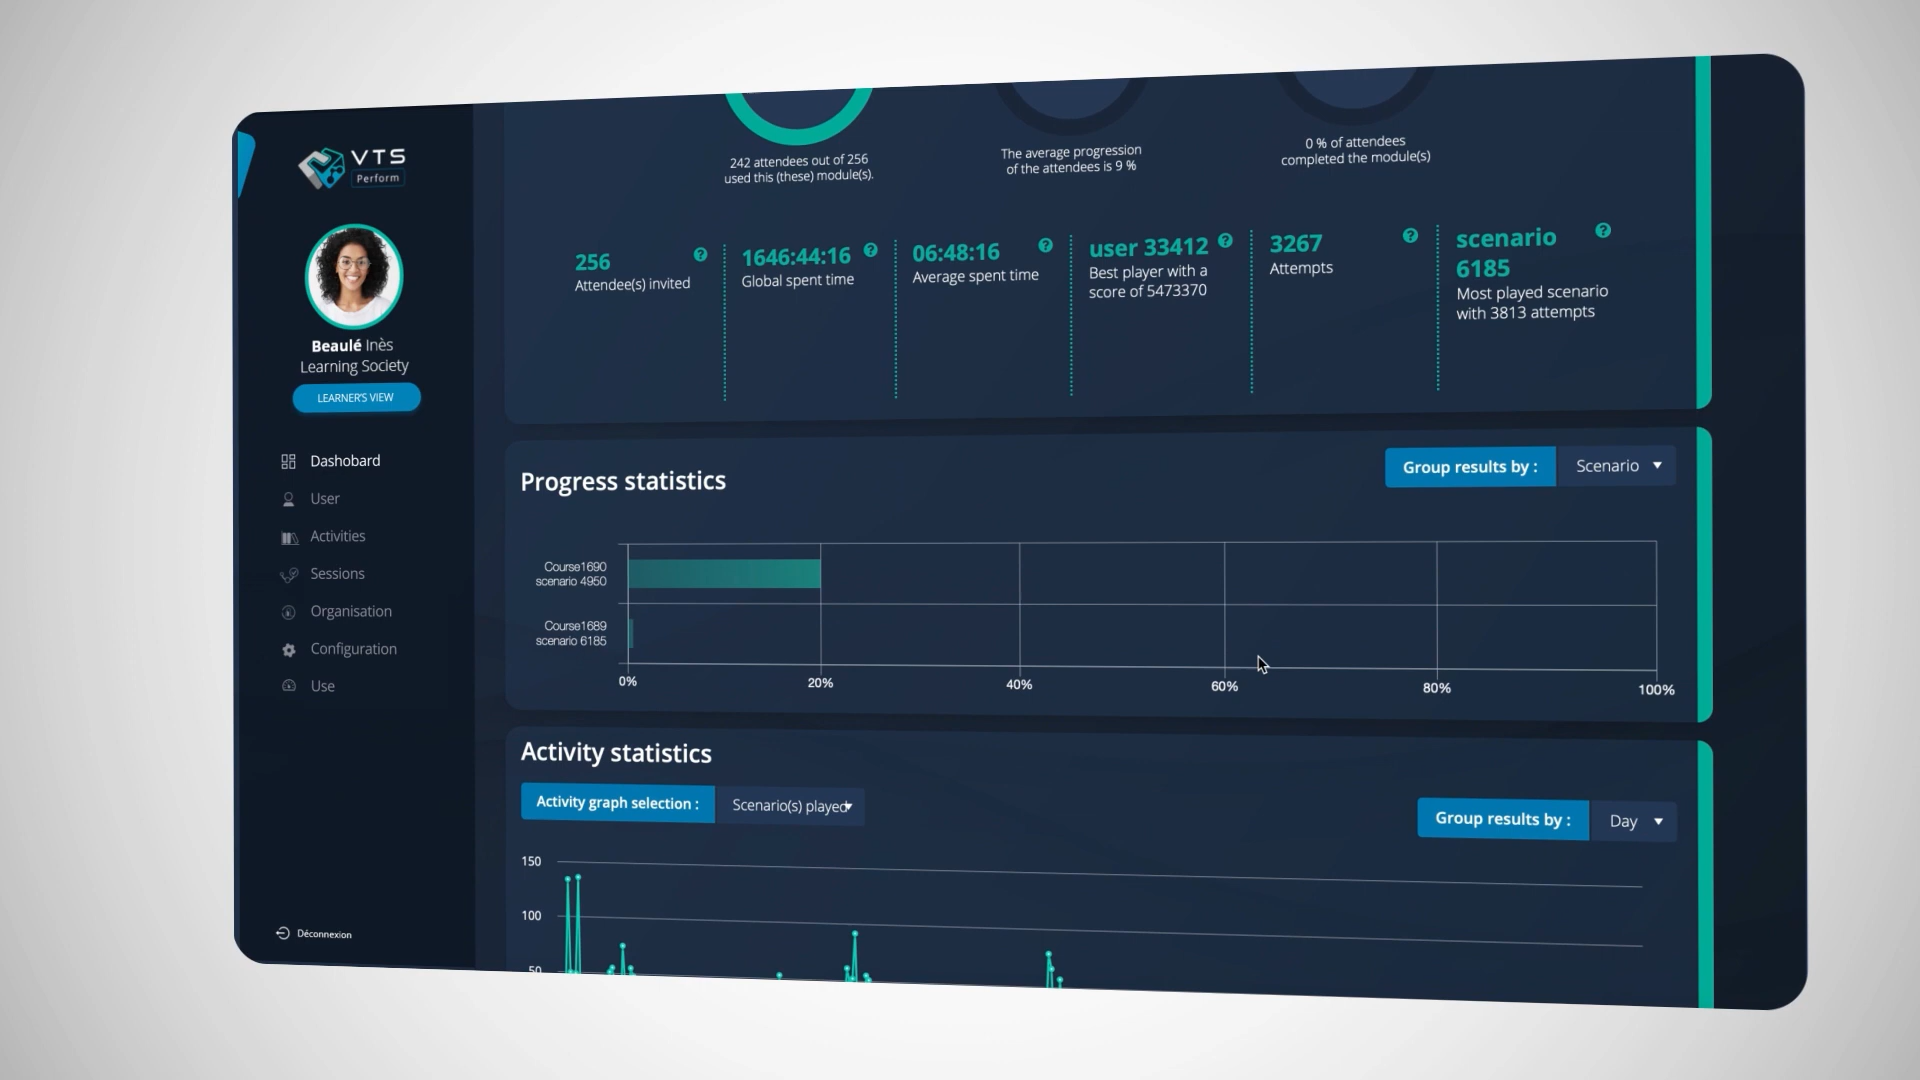 VTS
Perform
Beaulé Inès
Learning Society
LEARNER'S VIEW
Dashobard
User
Activities
Sessions
Organisation
Configuration
Use
Déconnexion
242 attendees out of 256
used this (these) module(s).
The average progression
of the attendees is 9 %
0 % of attendees
completed the module(s)
256 ?
Attendee(s) invited
1646:44:16 ?
Global spent time
06:48:16 ?
Average spent time
user 33412 ?
Best player with a
score of 5473370
3267 ?
Attempts
scenario ?
6185
Most played scenario
with 3813 attempts
Progress statistics
Group results by :
Scenario
Course1690
scenario 4950
Course1689
scenario 6185
0% 20% 40% 60% 80% 100%
Activity statistics
Activity graph selection :
Scenario(s) played
Group results by :
Day
150
100
50